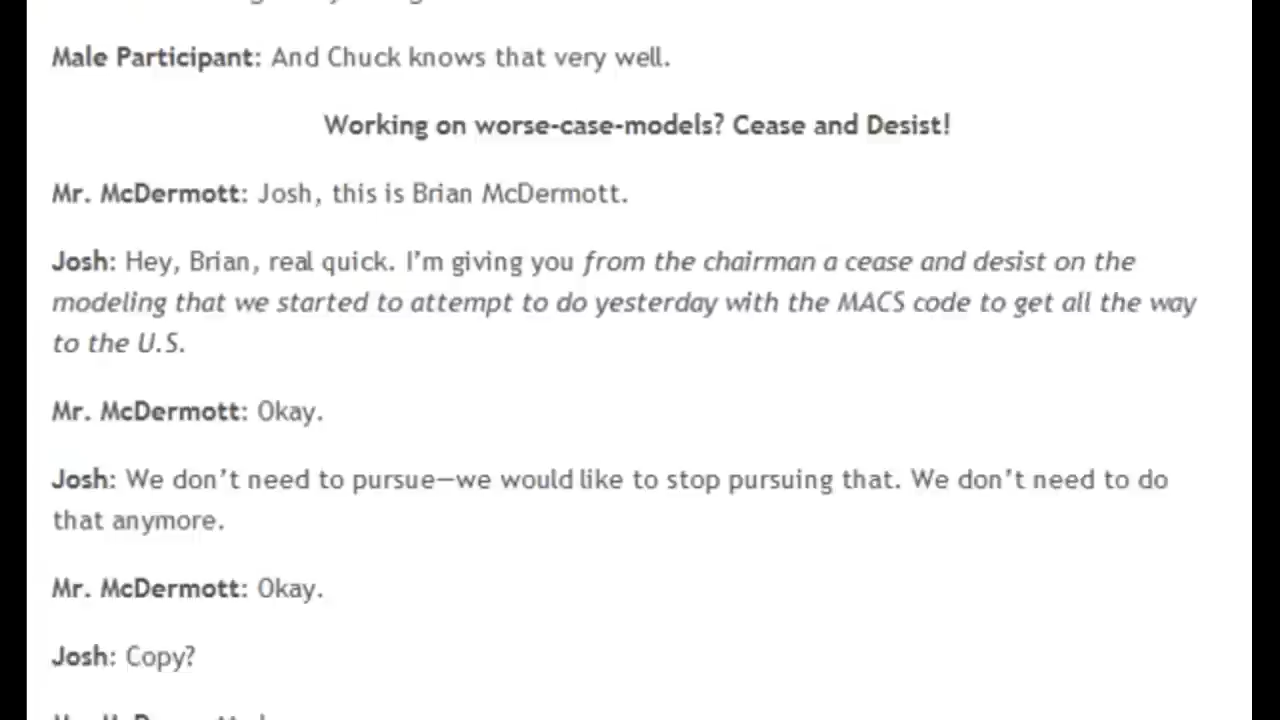 Male Participant: And Chuck knows that very well.
Working on worse-case-models? Cease and Desist!
Mr. McDermott: Josh, this is Brian McDermott.
Josh: Hey, Brian, real quick. I'm giving you from the chairman a cease and desist on the
modeling that we started to attempt to do yesterday with the MACS code to get all the way
to the U.S.
Mr. McDermott: Okay.
Josh: We don't need to pursue—we would like to stop pursuing that. We don't need to do
that anymore.
Mr. McDermott: Okay.
Josh: Copy?